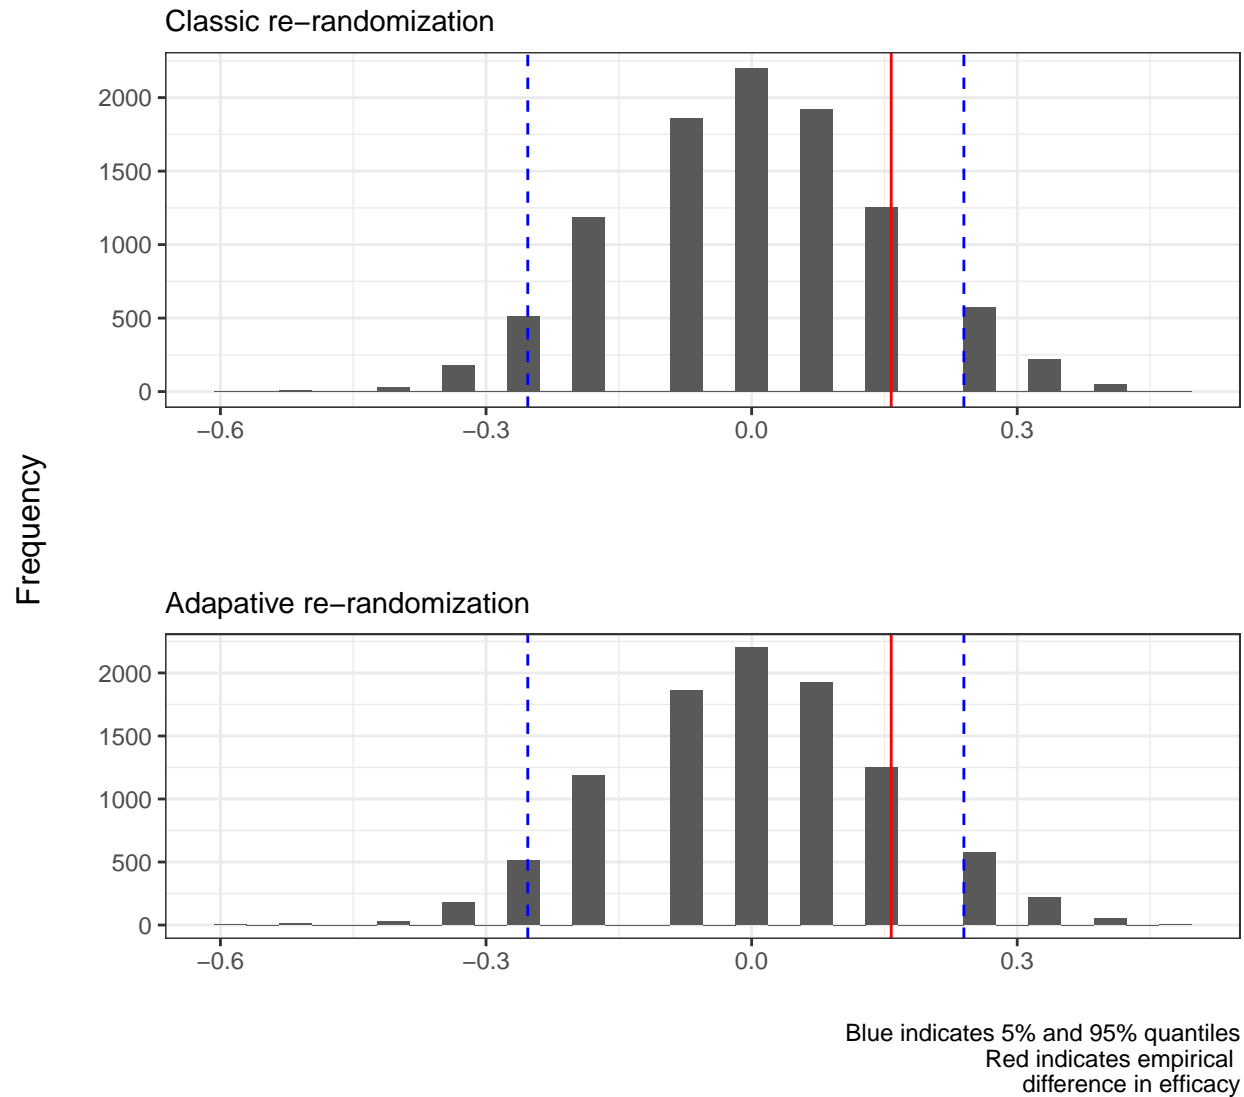 Classic re−randomization
2000
1500
1000
500
0
−0.6 −0.3 0.0 0.3
Frequency
Adapative re−randomization
2000
1500
1000
500
0
−0.6 −0.3 0.0 0.3
Blue indicates 5% and 95% quantiles
Red indicates empirical
difference in efficacy